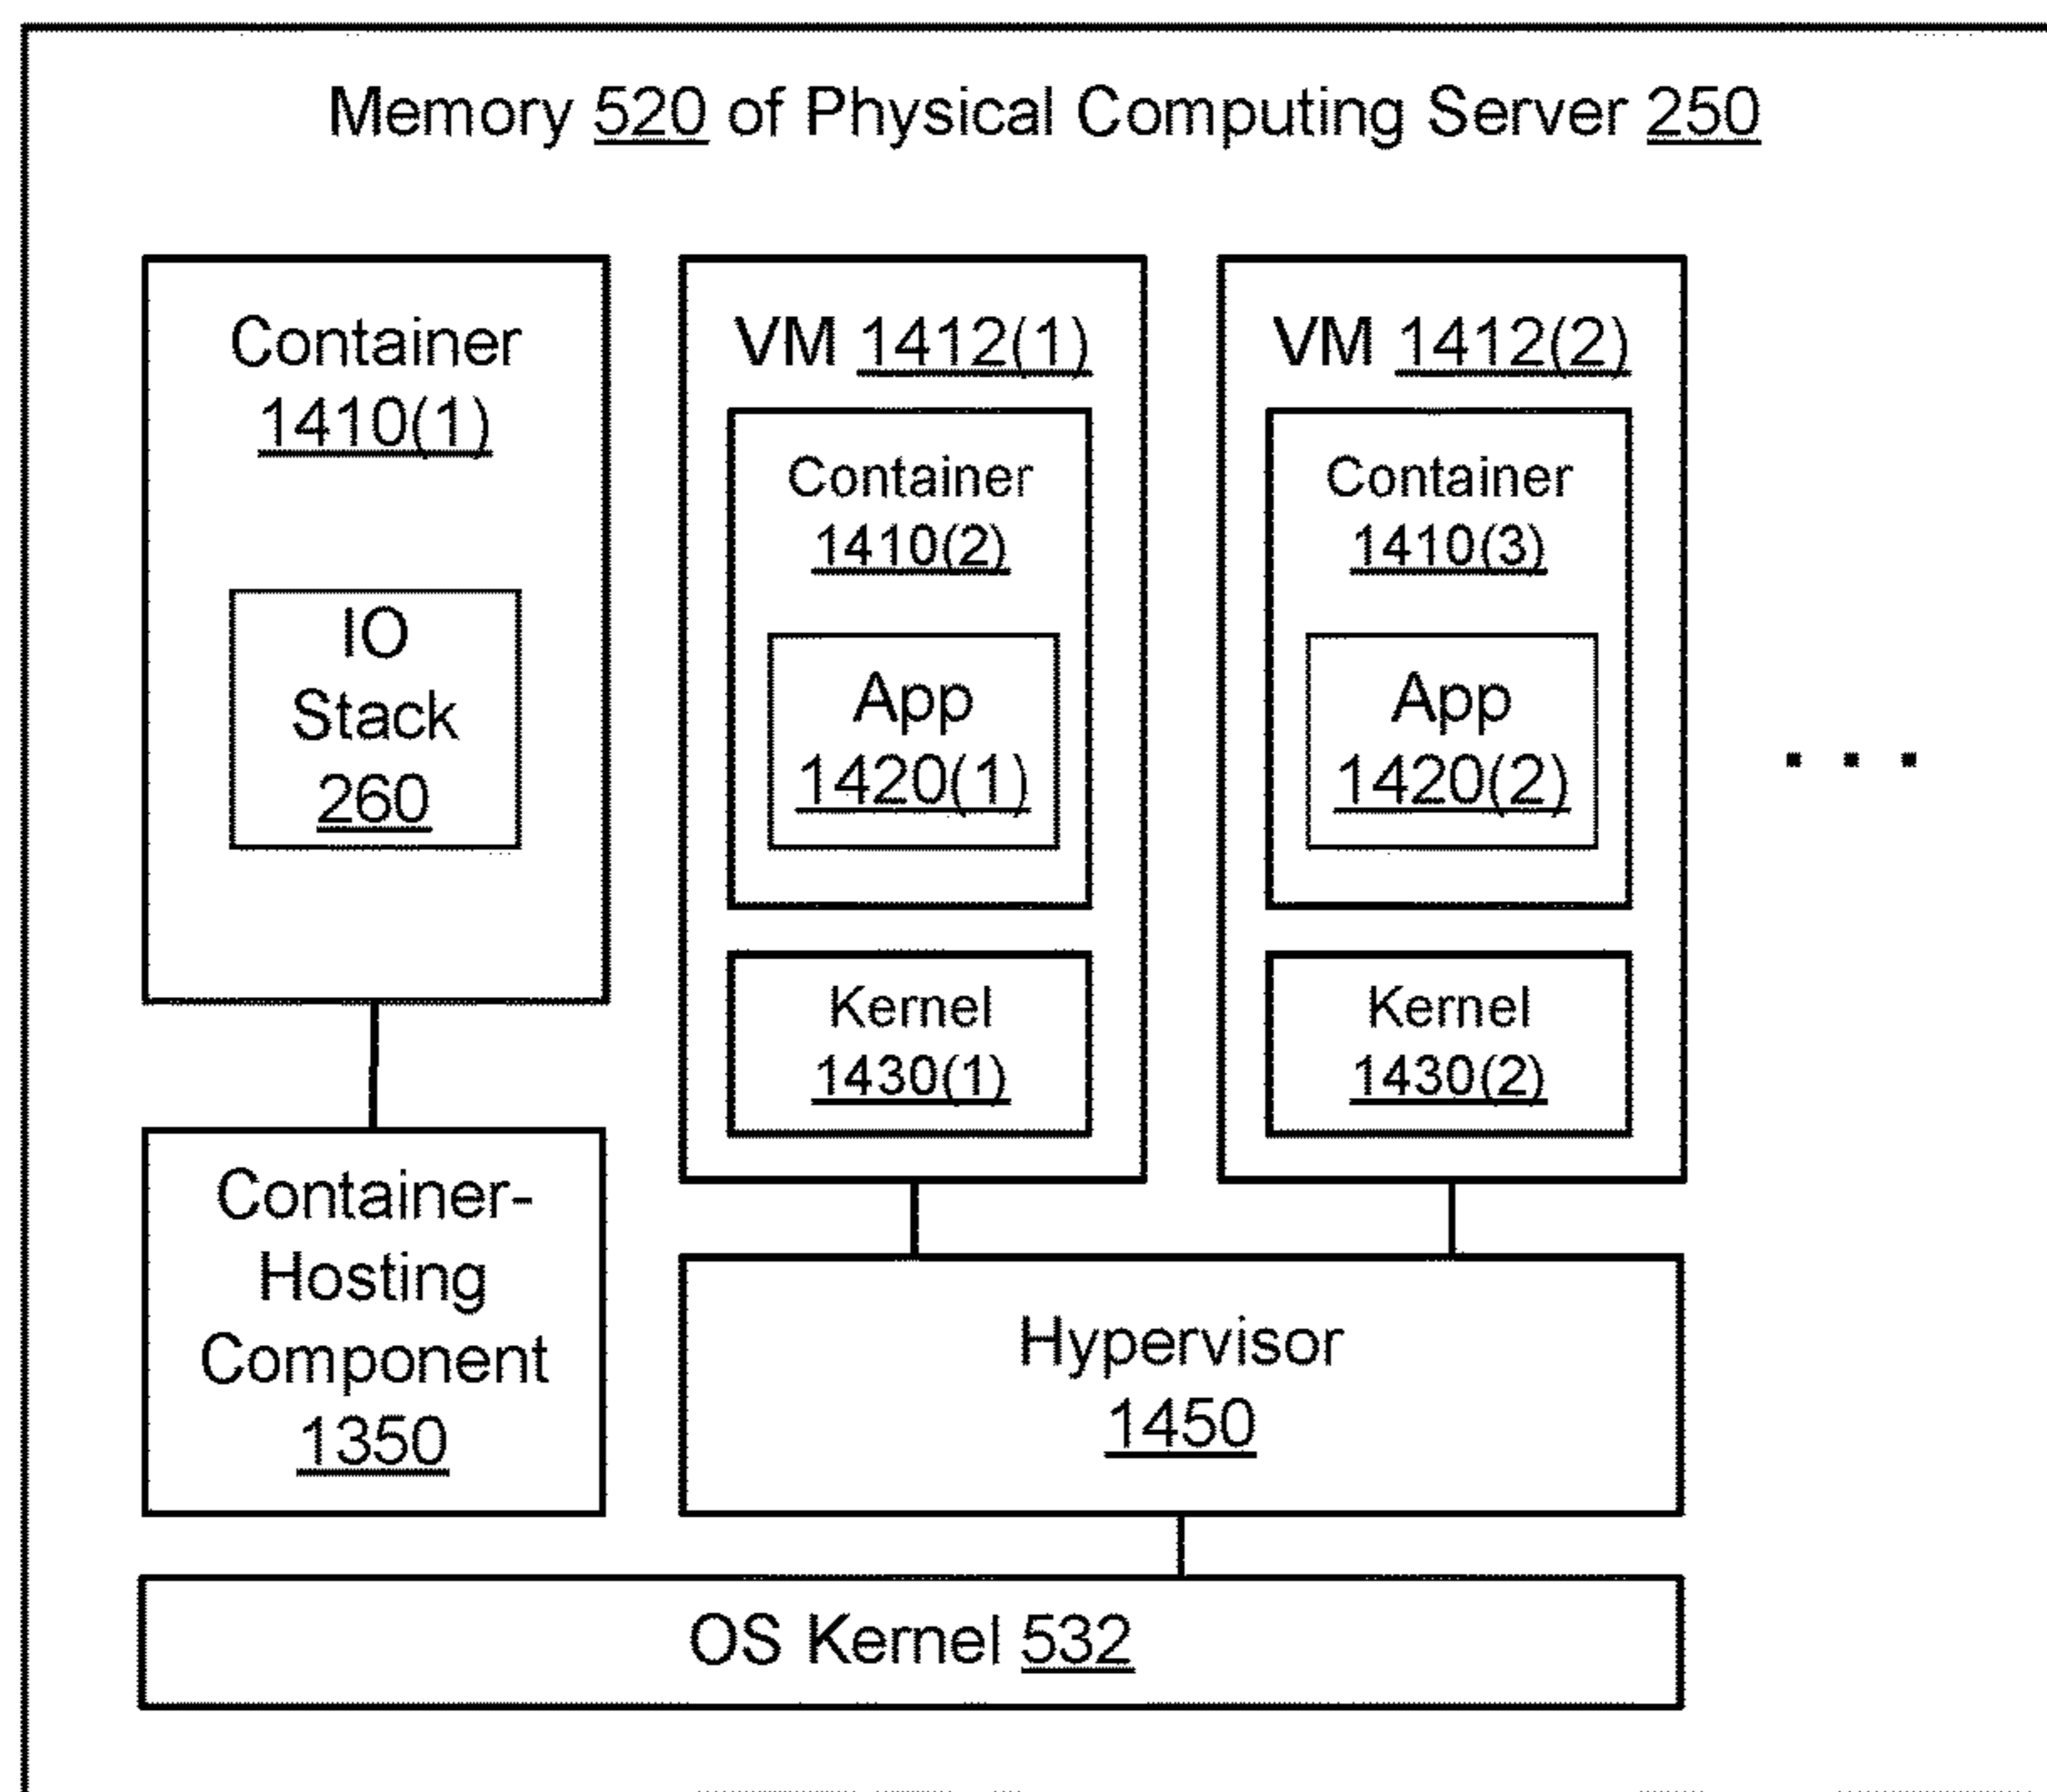 Memory 520 of Physical Computing Server 250
Container
1410(1)
IO
Stack
260
VM 1412(1)
Container
1410(2)
App
1420(1)
Kernel
1430(1)
VM 1412(2)
Container
1410(3)
App
1420(2)
Kernel
1430(2)
. . .
Container-
Hosting
Component
1350
Hypervisor
1450
OS Kernel 532